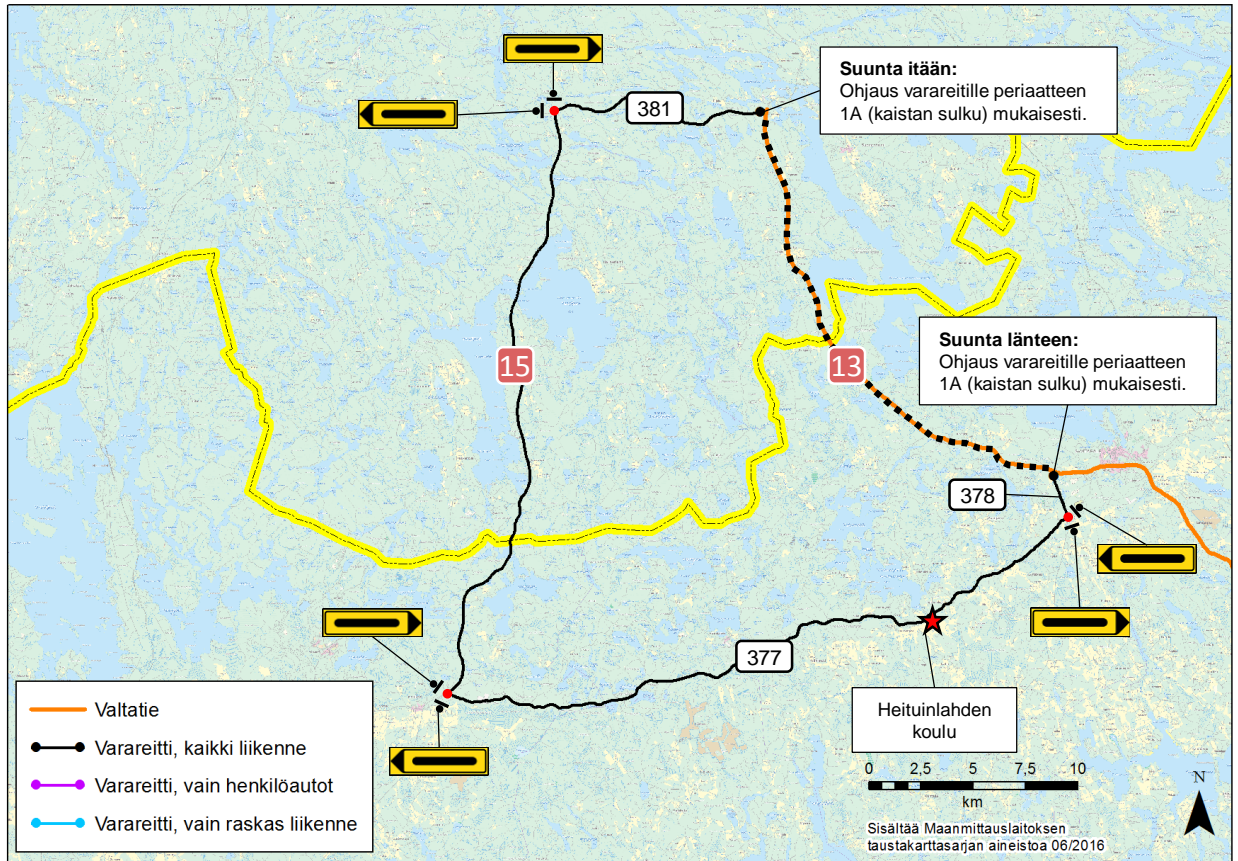 Suunta itään:
Ohjaus varareitille periaatteen
1A (kaistan sulku) mukaisesti.
381
15
13
Suunta länteen:
Ohjaus varareitille periaatteen
1A (kaistan sulku) mukaisesti.
378
377
Heituinlahden
koulu
Valtatie
Varareitti, kaikki liikenne
Varareitti, vain henkilöautot
Varareitti, vain raskas liikenne
0 2,5 5 7,5 10
km
N
Sisältää Maanmittauslaitoksen
taustakarttasarjan aineistoa 06/2016